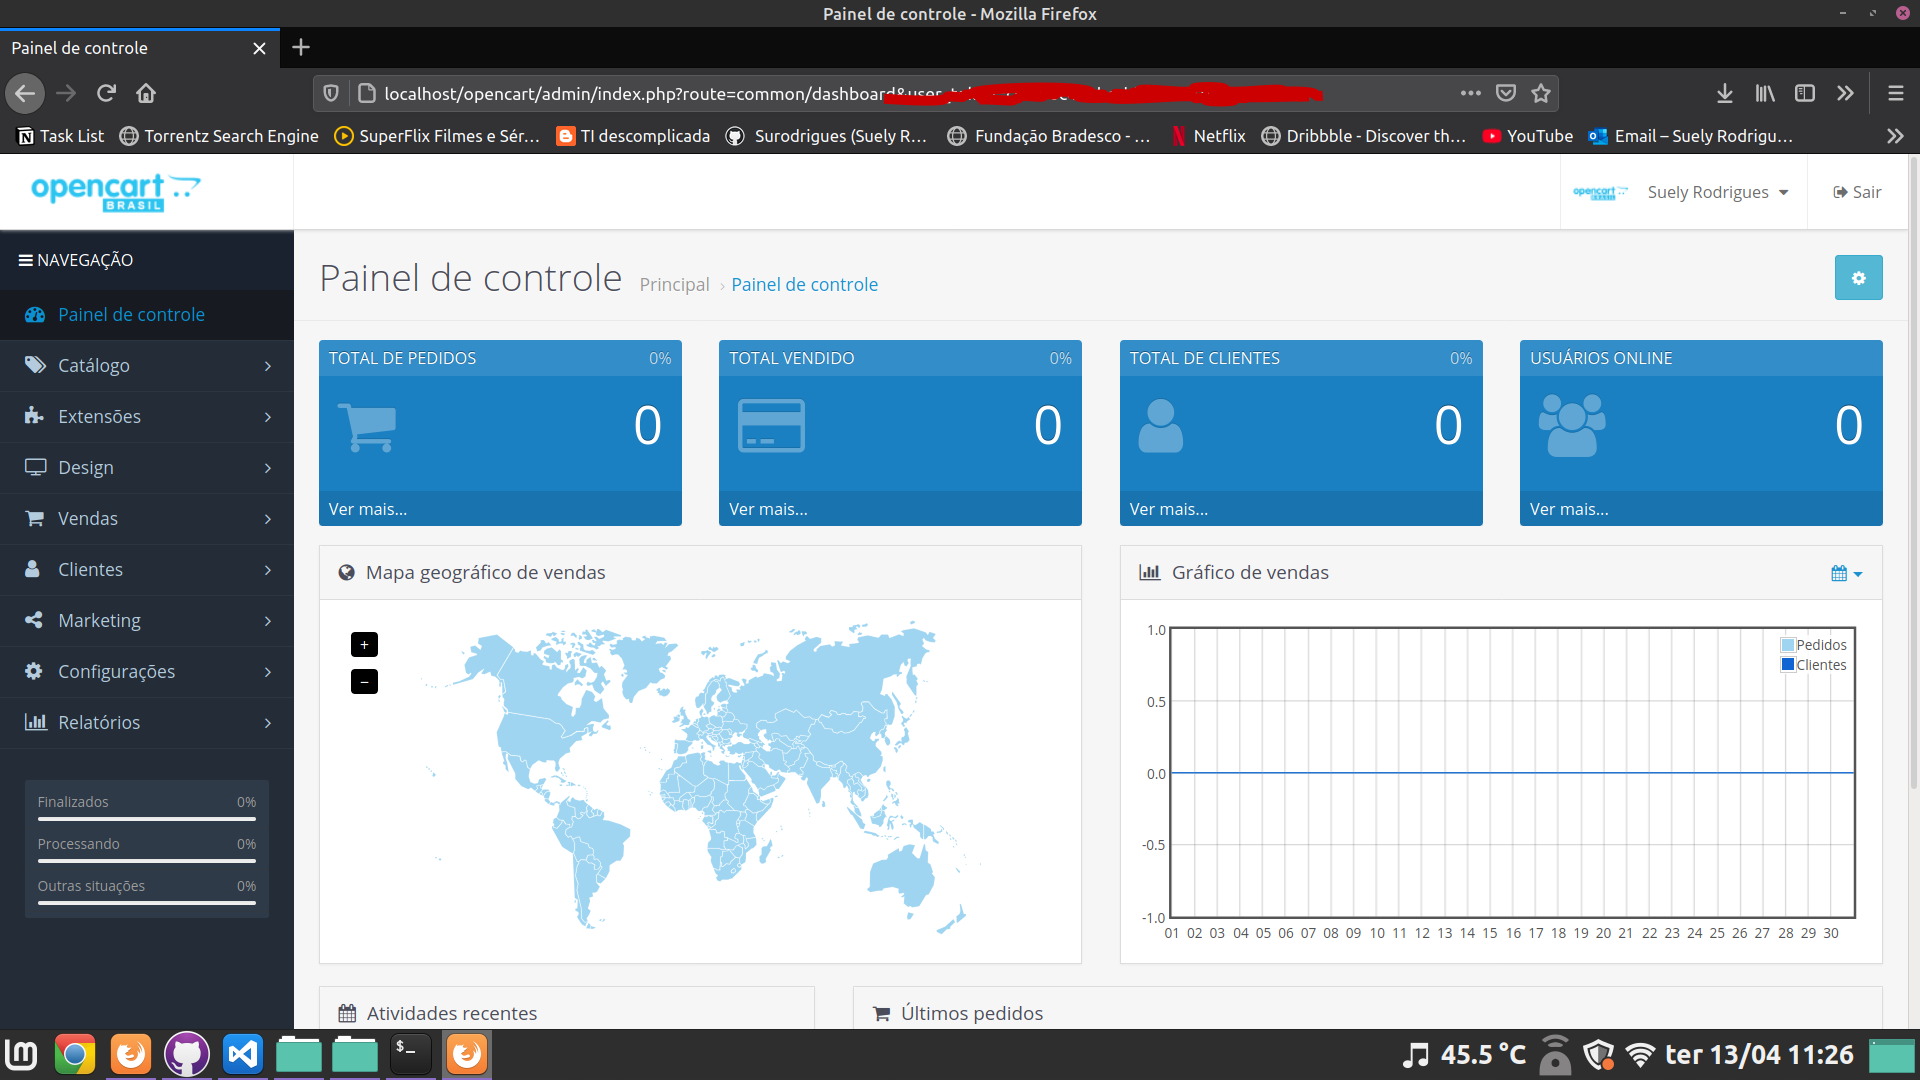 Painel de controle - Mozilla Firefox
Painel de controle
localhost/opencart/admin/index.php?route=common/dashboard&user
Task List Torrentz Search Engine SuperFlix Filmes e Sér… TI descomplicada Surodrigues (Suely R… Fundação Bradesco - … Netflix Dribbble - Discover th… YouTube Email – Suely Rodrigu…
opencart
BRASIL
opencart
BRASIL
Suely Rodrigues
Sair
NAVEGAÇÃO
Painel de controle
Catálogo
Extensões
Design
Vendas
Clientes
Marketing
Configurações
Relatórios
Finalizados 0%
Processando 0%
Outras situações 0%
Painel de controle Principal › Painel de controle
TOTAL DE PEDIDOS 0%
0
Ver mais...
TOTAL VENDIDO 0%
0
Ver mais...
TOTAL DE CLIENTES 0%
0
Ver mais...
USUÁRIOS ONLINE
0
Ver mais...
Mapa geográfico de vendas
+
−
Gráfico de vendas
1.0
0.5
0.0
-0.5
-1.0
Pedidos
Clientes
01 02 03 04 05 06 07 08 09 10 11 12 13 14 15 16 17 18 19 20 21 22 23 24 25 26 27 28 29 30
Atividades recentes
Últimos pedidos
$_
45.5 °C
ter 13/04 11:26